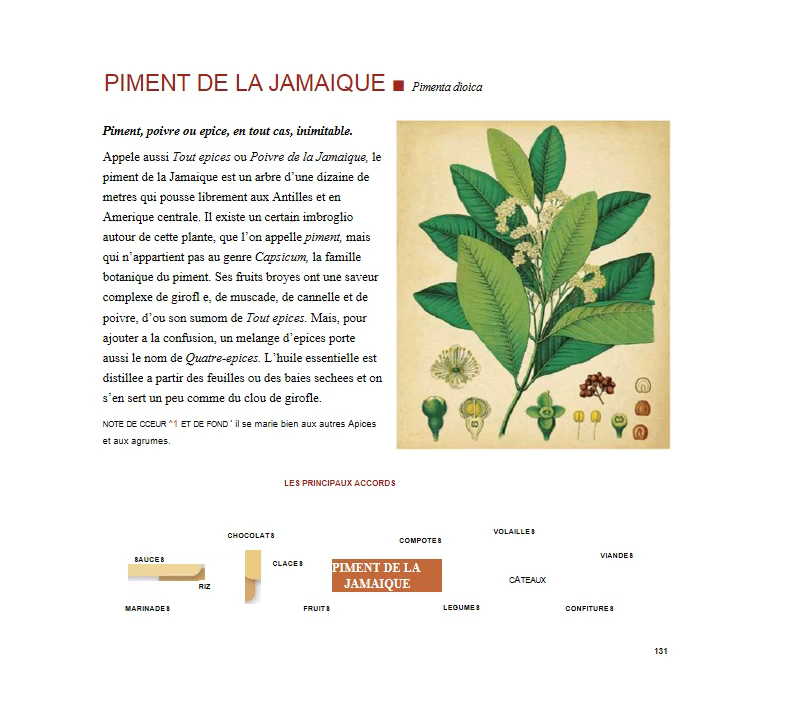 PIMENT DE LA JAMAIQUE ■ Pimenta dioica
Piment, poivre ou epice, en tout cas, inimitable.
Appele aussi Tout epices ou Poivre de la Jamaique, le
piment de la Jamaique est un arbre d’une dizaine de
metres qui pousse librement aux Antilles et en
Amerique centrale. Il existe un certain imbroglio
autour de cette plante, que l’on appelle piment, mais
qui n’appartient pas au genre Capsicum, la famille
botanique du piment. Ses fruits broyes ont une saveur
complexe de girofl e, de muscade, de cannelle et de
poivre, d’ou son sumom de Tout epices. Mais, pour
ajouter a la confusion, un melange d’epices porte
aussi le nom de Quatre-epices. L’huile essentielle est
distillee a partir des feuilles ou des baies sechees et on
s’en sert un peu comme du clou de girofle.
NOTE DE CCEUR ^1 ET DE FOND ' il se marie bien aux autres Apices
et aux agrumes.
LES PRINCIPAUX ACCORDS
VOLAILLES
CHOCOLATS
COMPOTES
VIANDES
SAUCES
CLACES
PIMENT DE LA
JAMAIQUE
CÂTEAUX
RIZ
MARINADES
FRUITS
LEGUMES
CONFITURES
131